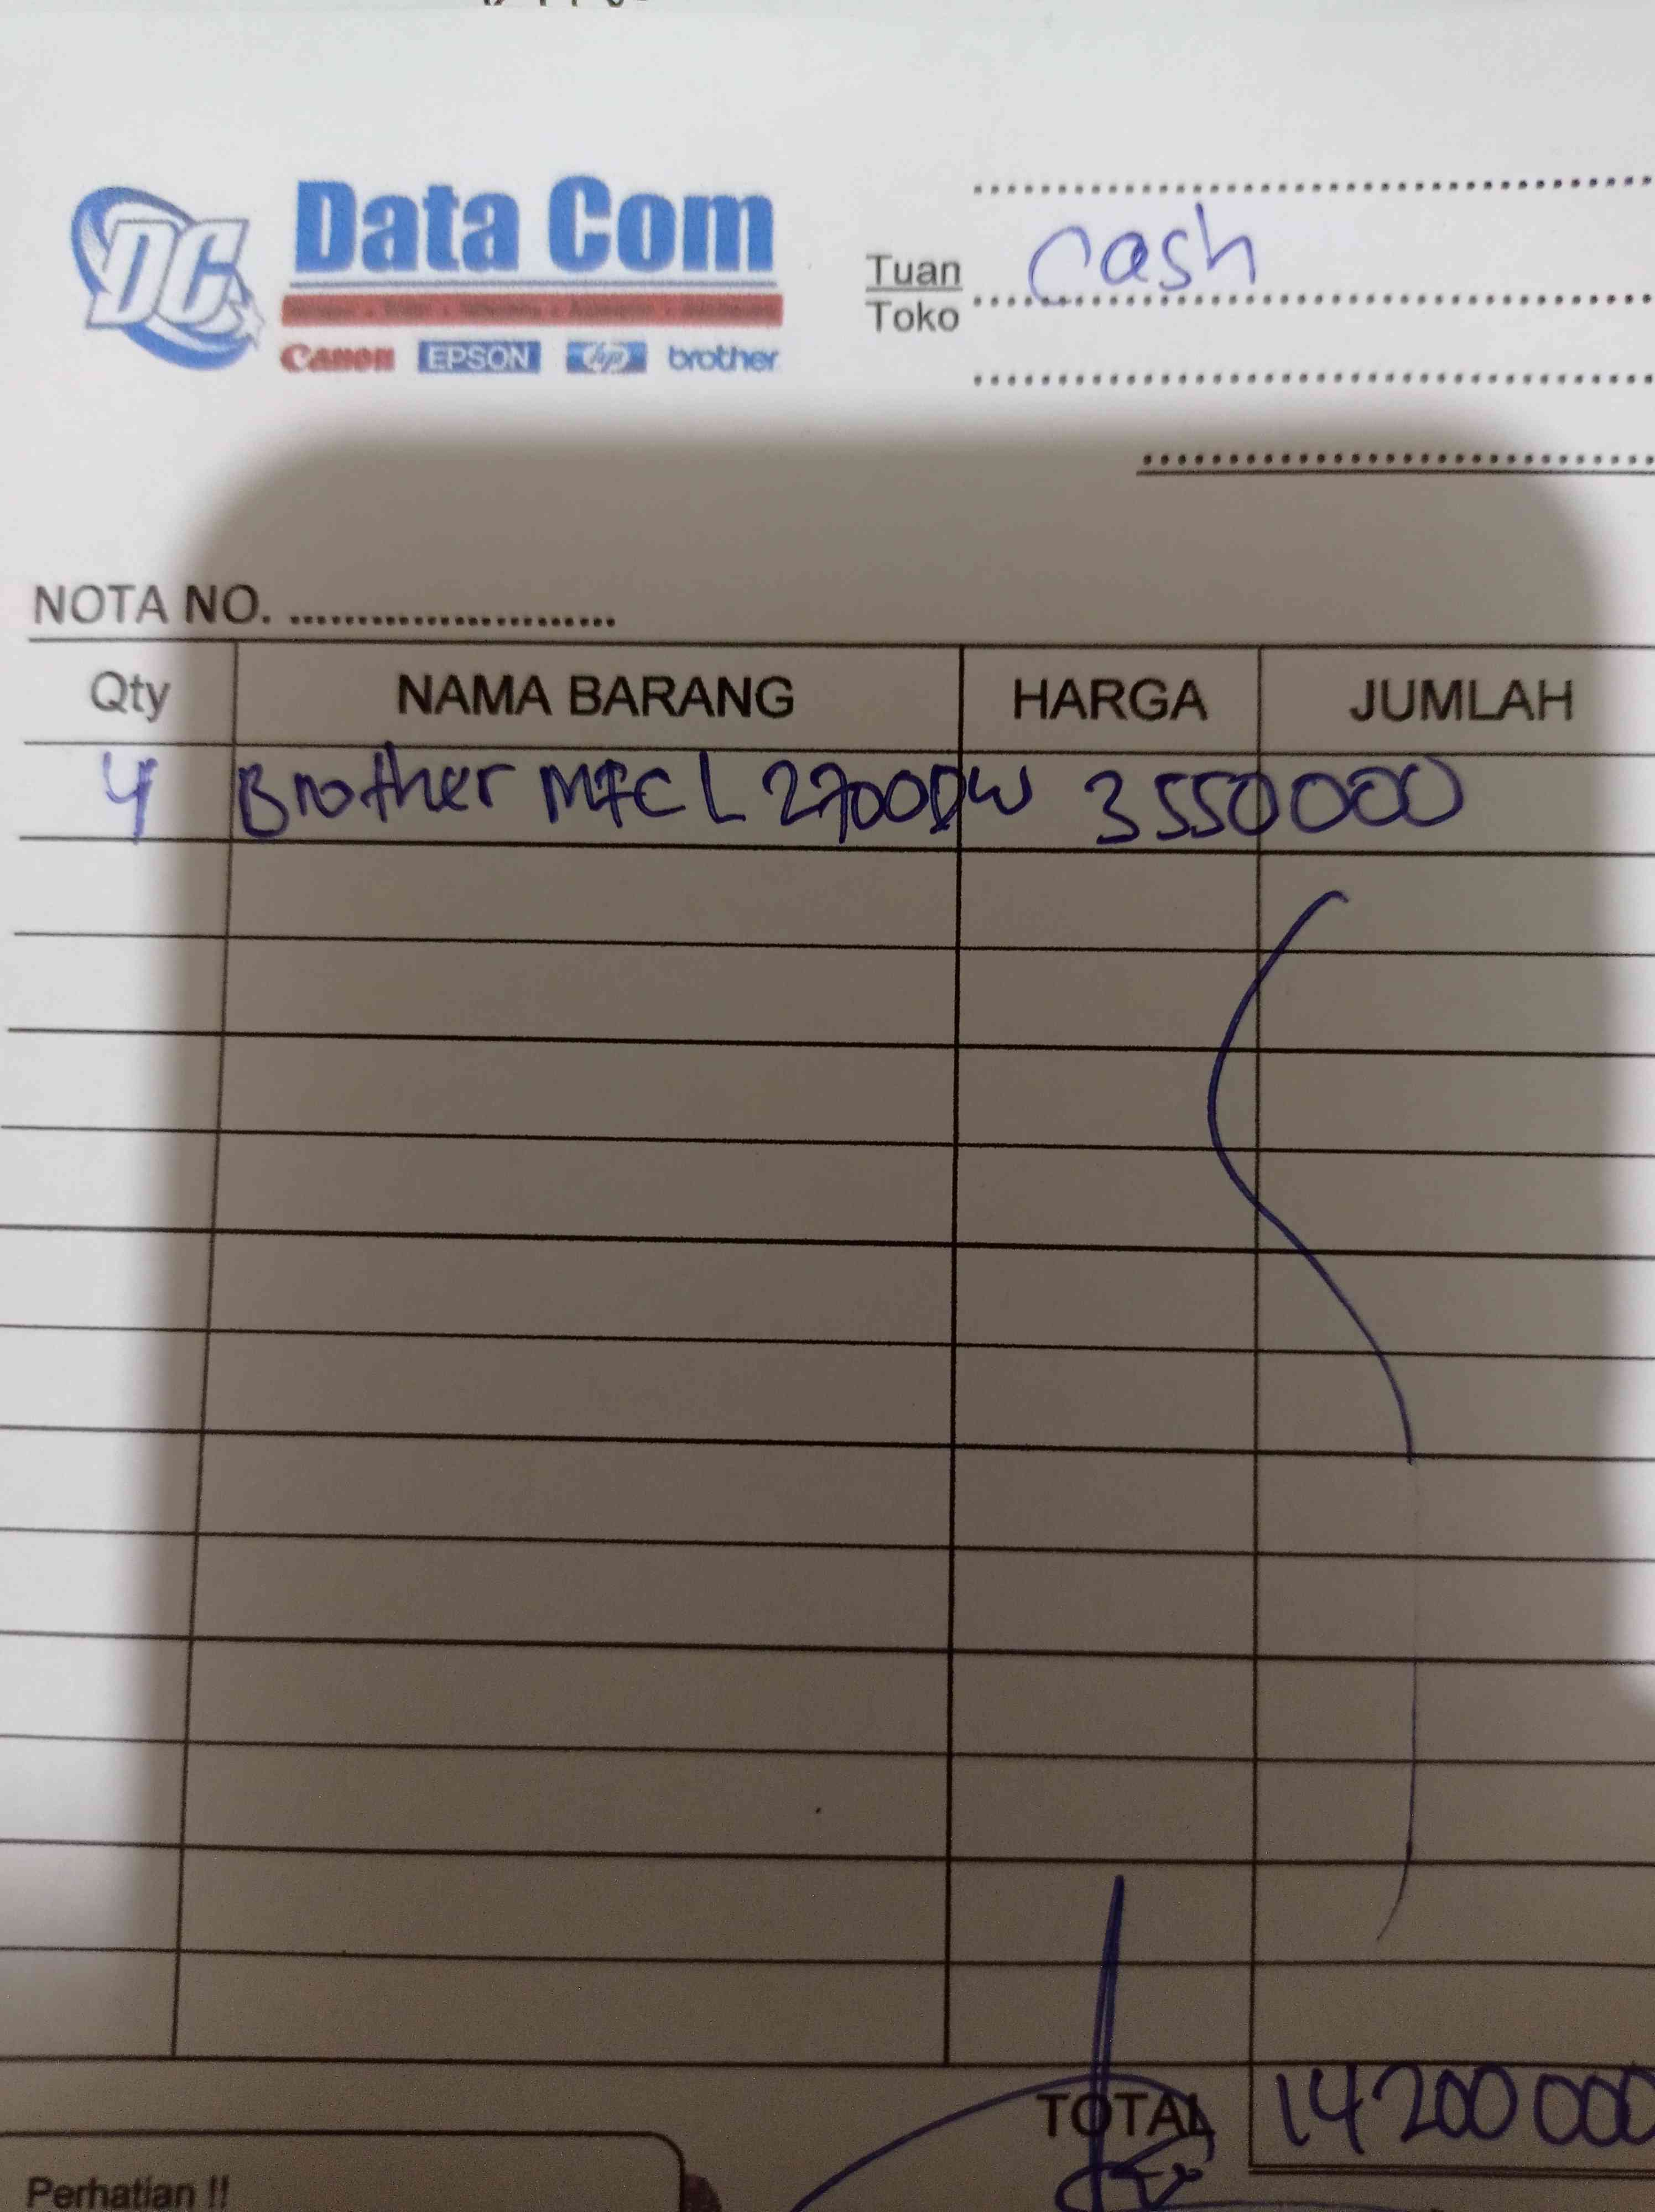 DC Data Com
Canon EPSON hp brother
Tuan cash
Toko
NOTA NO.
Qty NAMA BARANG HARGA JUMLAH
4 Brother MFC L2700DW 3550000
TOTAL 14200000
Perhatian !!